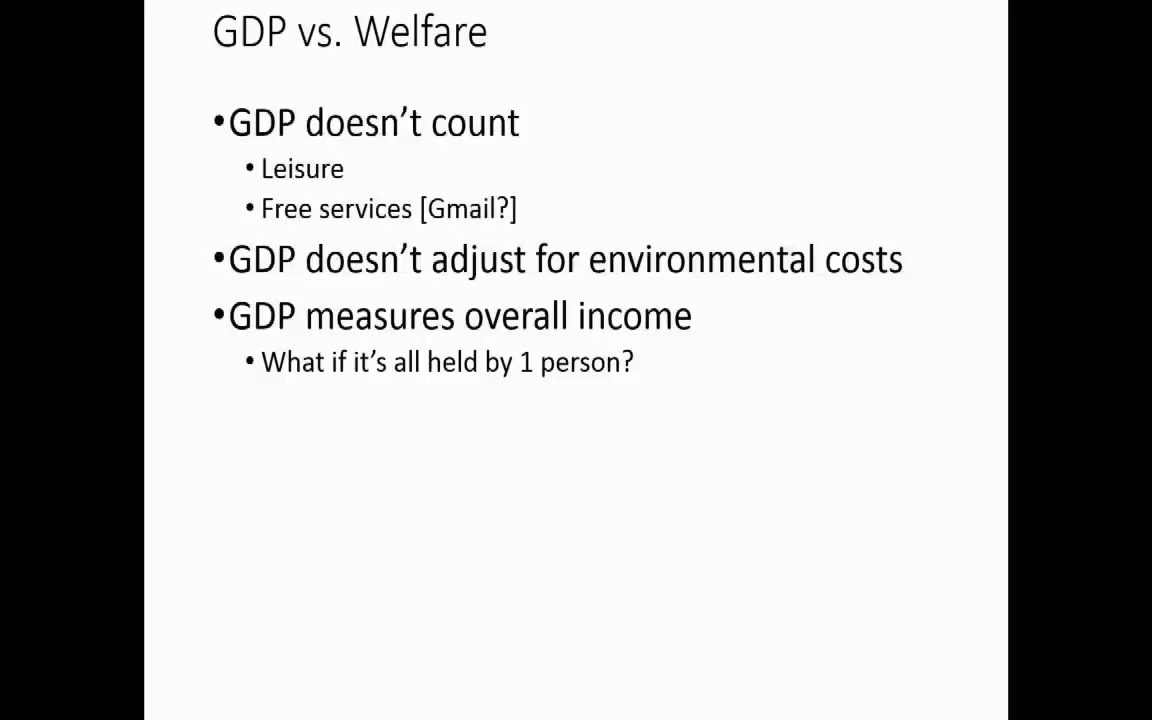 GDP vs. Welfare
•GDP doesn’t count
• Leisure
• Free services [Gmail?]
•GDP doesn’t adjust for environmental costs
•GDP measures overall income
• What if it’s all held by 1 person?